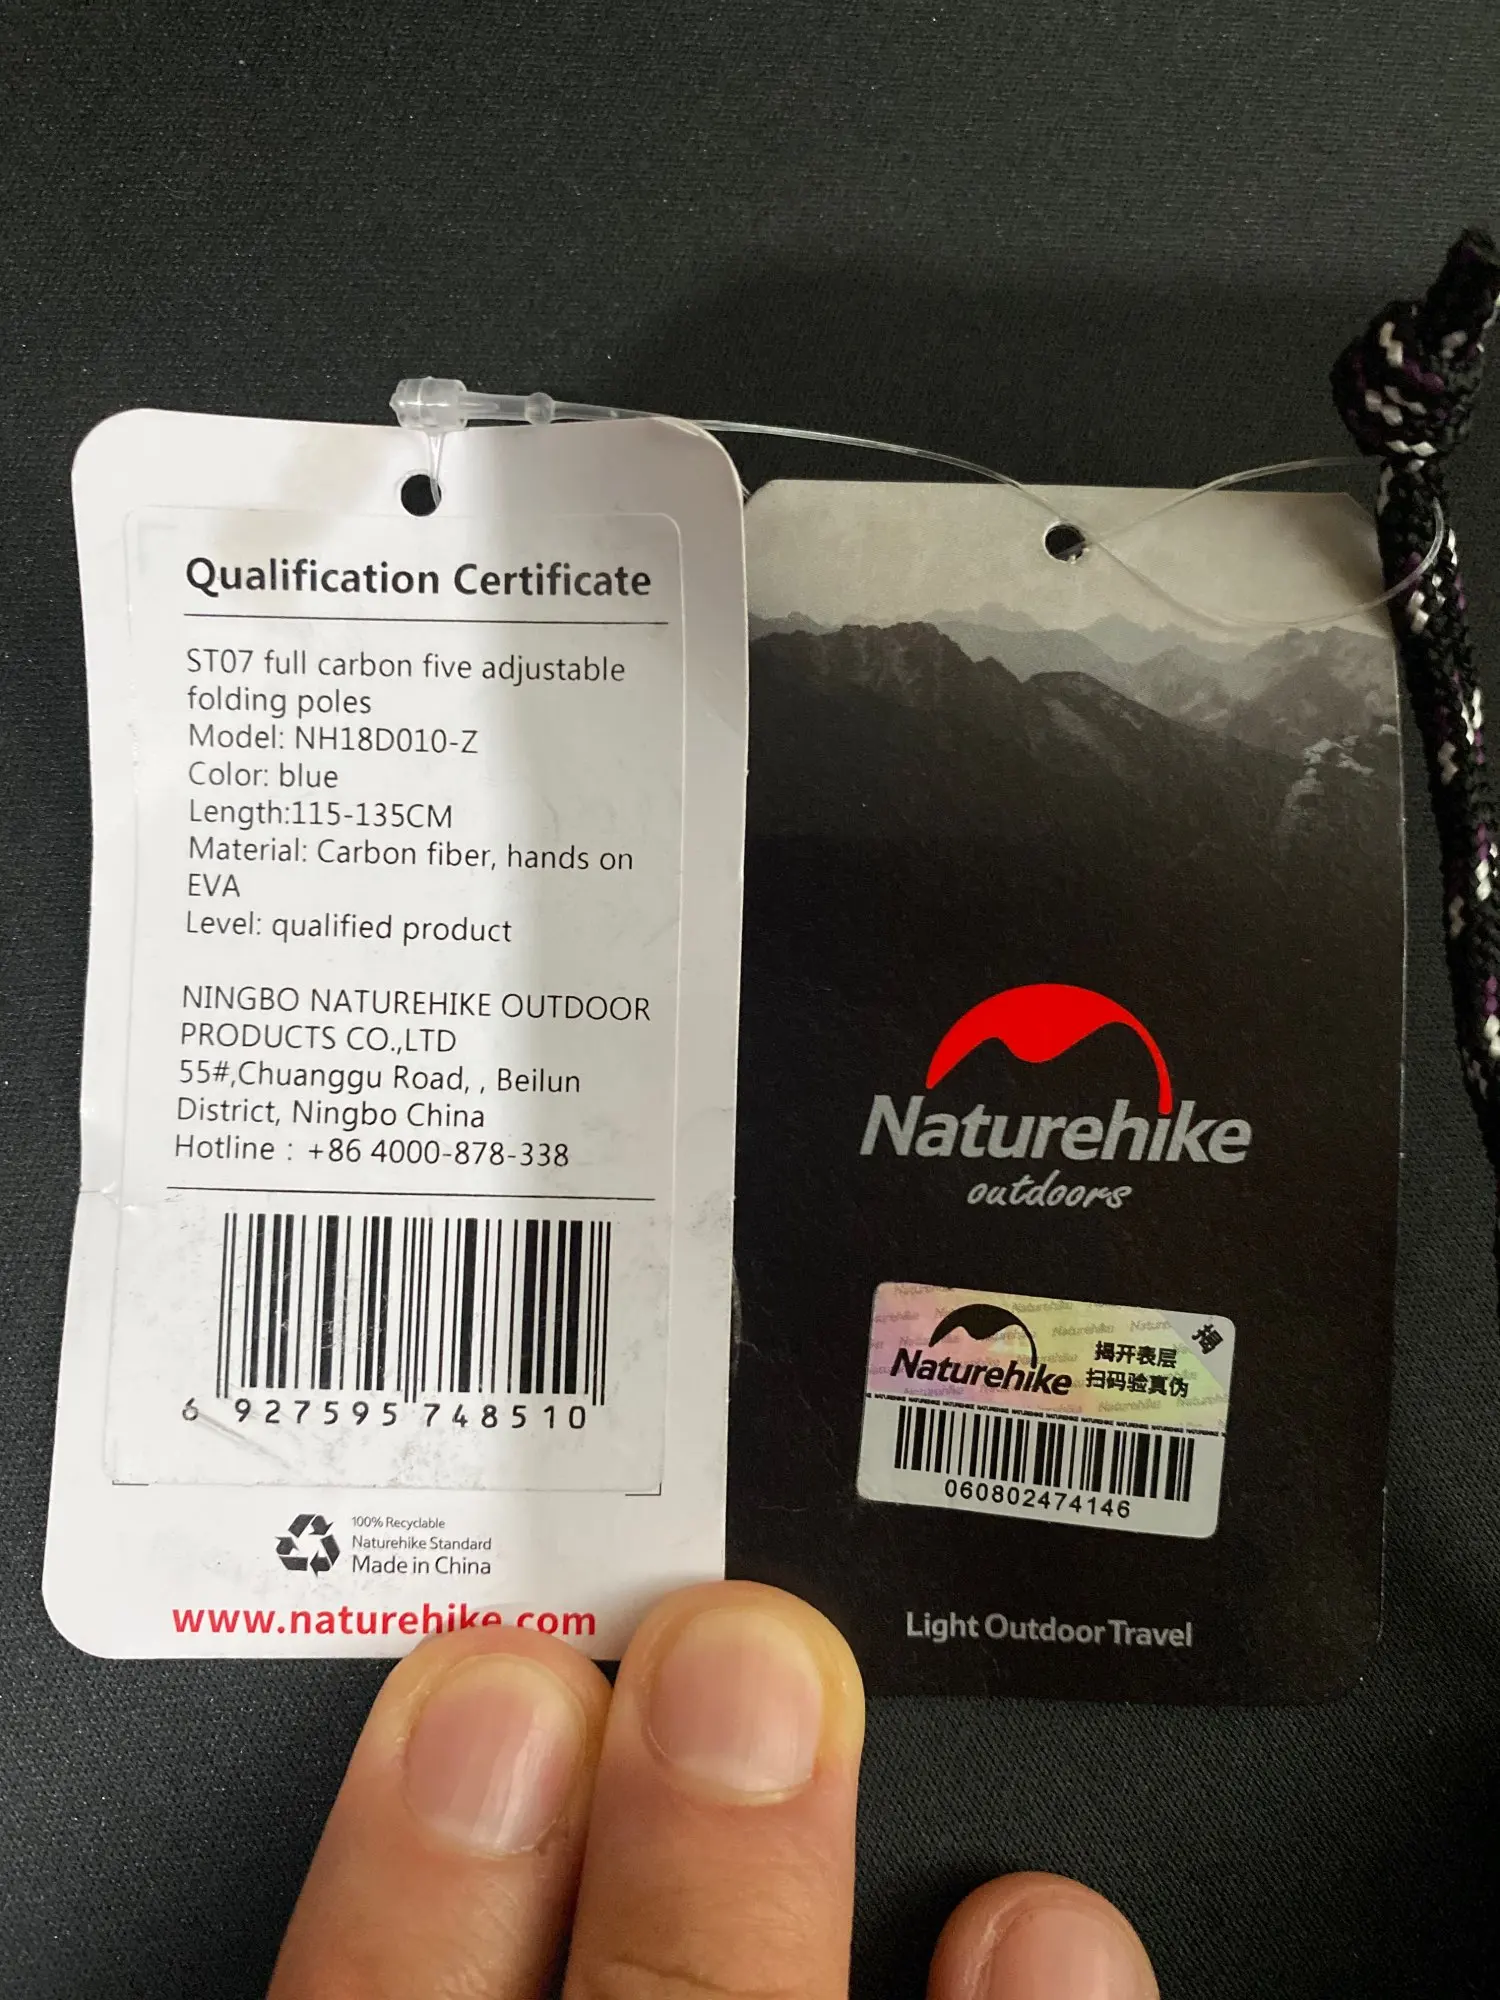 Qualification Certificate
ST07 full carbon five adjustable
folding poles
Model: NH18D010-Z
Color: blue
Length:115-135CM
Material: Carbon fiber, hands on
EVA
Level: qualified product
NINGBO NATUREHIKE OUTDOOR
PRODUCTS CO.,LTD
55#,Chuanggu Road, , Beilun
District, Ningbo China
Hotline : +86 4000-878-338
6 927595 748510
100% Recyclable
Naturehike Standard
Made in China
www.naturehike.com
Naturehike
outdoors
揭
Naturehike
揭开表层
扫码验真伪
060802474146
Light Outdoor Travel